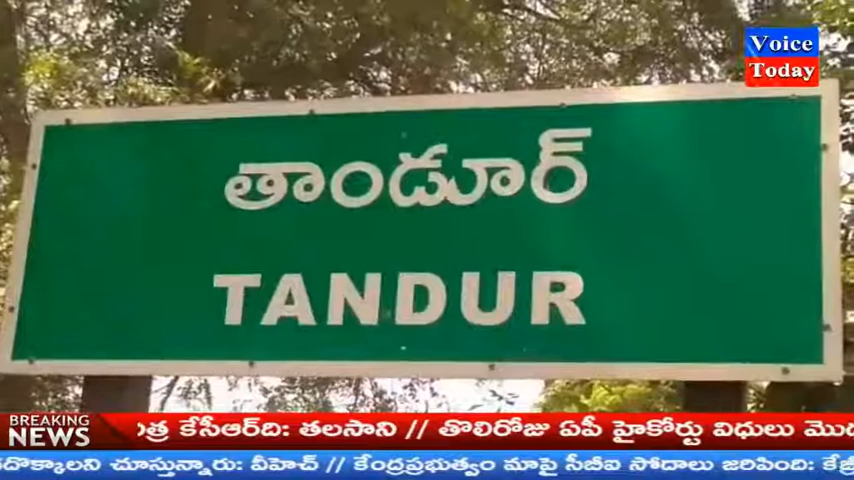 Voice
Today
తాండూర్
TANDUR
BREAKING
NEWS
కేసీఆర్‌ది:-తలసాని // తొలిరోజు ఏపీ హైకోర్టు విధులు
చూస్తున్నారు:వీహెచ్ // కేంద్రప్రభుత్వం మాపై సీబీఐ సోదాలు జరిపింది: